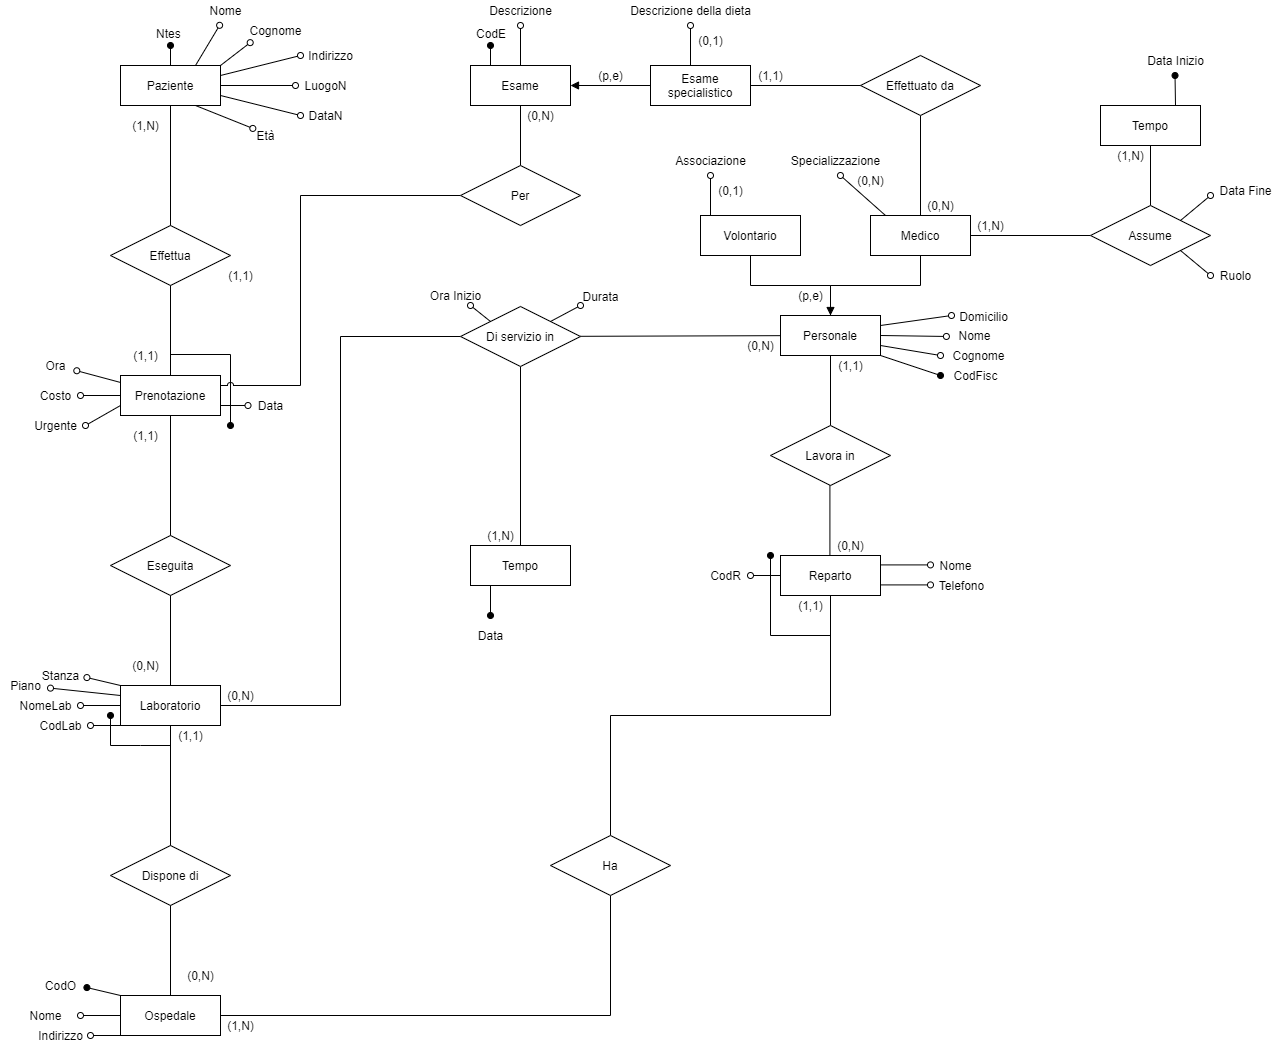 Nome
Descrizione
Descrizione della dieta
Ntes
Cognome
CodE
(0,1)
Indirizzo
Data Inizio
Paziente
LuogoN
Esame
(p,e)
Esame
specialistico
(1,1)
Effettuato da
DataN
(1,N)
Età
(0,N)
Tempo
(1,N)
Associazione
Specializzazione
(0,1)
(0,N)
Per
Data Fine
(0,N)
Effettua
Volontario
Medico
(1,N)
Assume
(1,1)
Ruolo
Ora Inizio
Durata
(p,e)
Domicilio
Di servizio in
Personale
Nome
(0,N)
(1,1)
Cognome
(1,1)
CodFisc
Ora
Costo
Prenotazione
Data
Urgente
(1,1)
Lavora in
(1,N)
(0,N)
Eseguita
Tempo
CodR
Reparto
Nome
Telefono
(1,1)
Data
(0,N)
Stanza
Piano
(0,N)
NomeLab
Laboratorio
CodLab
(1,1)
Dispone di
Ha
(0,N)
CodO
Nome
Ospedale
(1,N)
Indirizzo